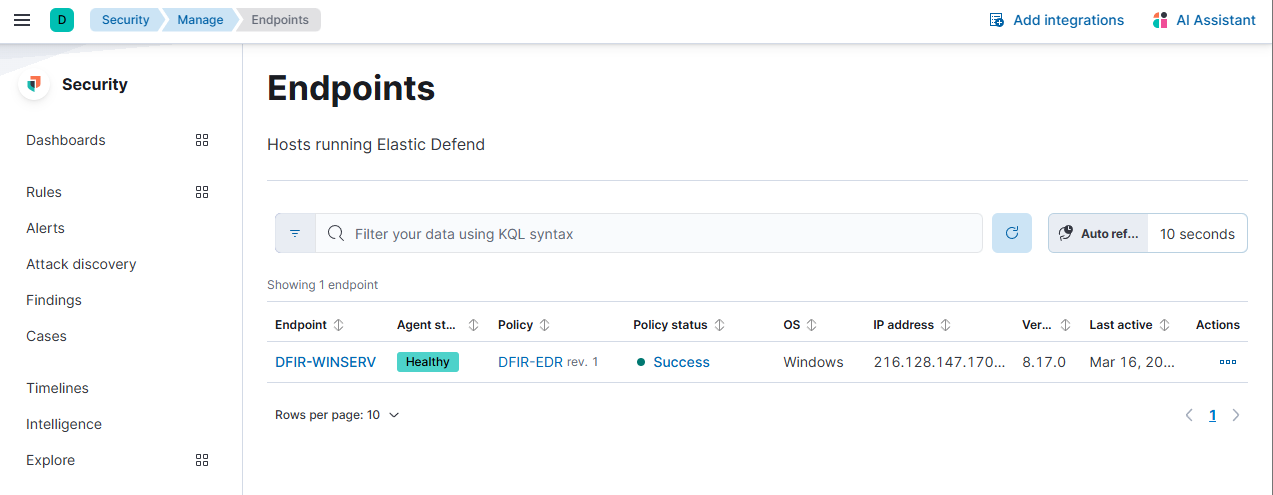 D Security Manage Endpoints Add integrations AI Assistant
Security
Dashboards
Rules
Alerts
Attack discovery
Findings
Cases
Timelines
Intelligence
Explore
Endpoints
Hosts running Elastic Defend
Filter your data using KQL syntax Auto ref... 10 seconds
Showing 1 endpoint
Endpoint Agent st... Policy Policy status OS IP address Ver... Last active Actions
DFIR-WINSERV Healthy DFIR-EDR rev. 1 Success Windows 216.128.147.170... 8.17.0 Mar 16, 20...
Rows per page: 10 1